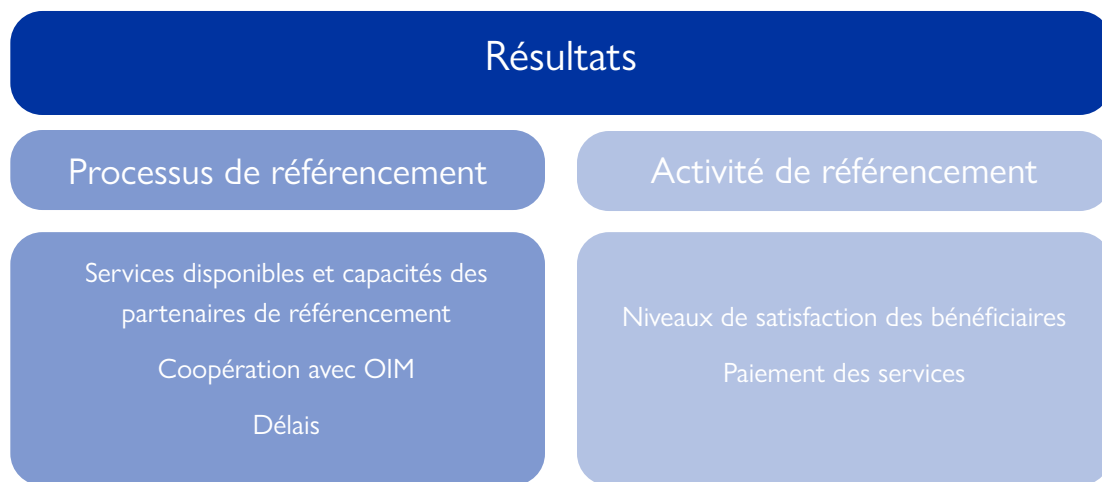 Résultats
Processus de référencement
Activité de référencement
Services disponibles et capacités des
partenaires de référencement
Coopération avec OIM
Délais
Niveaux de satisfaction des bénéficiaires
Paiement des services